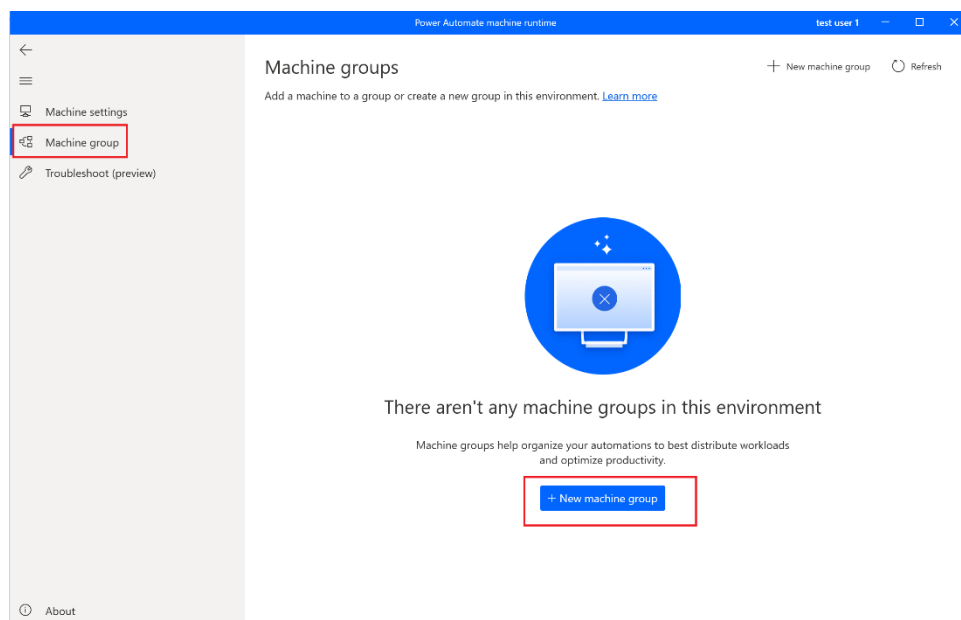 Power Automate machine runtime
test user 1
Machine settings
Machine group
Troubleshoot (preview)
About
Machine groups
New machine group
Refresh
Add a machine to a group or create a new group in this environment. Learn more
There aren't any machine groups in this environment
Machine groups help organize your automations to best distribute workloads
and optimize productivity.
+ New machine group